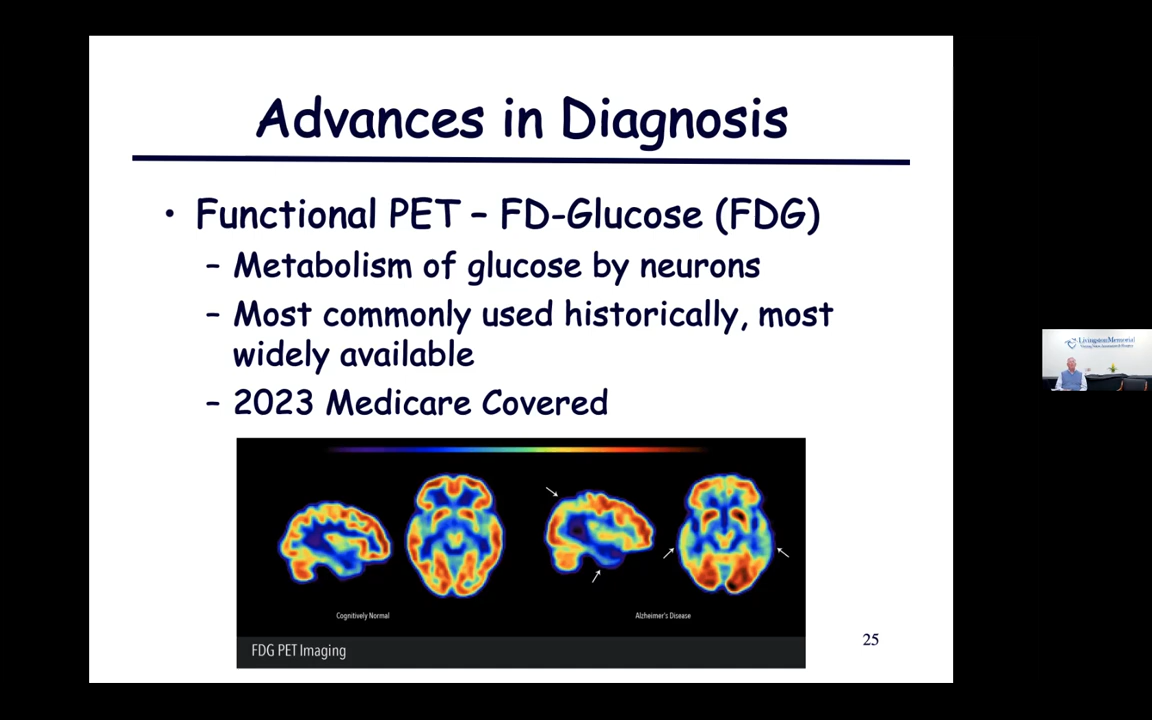 Advances in Diagnosis
• Functional PET – FD-Glucose (FDG)
– Metabolism of glucose by neurons
– Most commonly used historically, most
widely available
– 2023 Medicare Covered
Cognitively Normal
Alzheimer's Disease
FDG PET Imaging
25
LivingstonMemorial